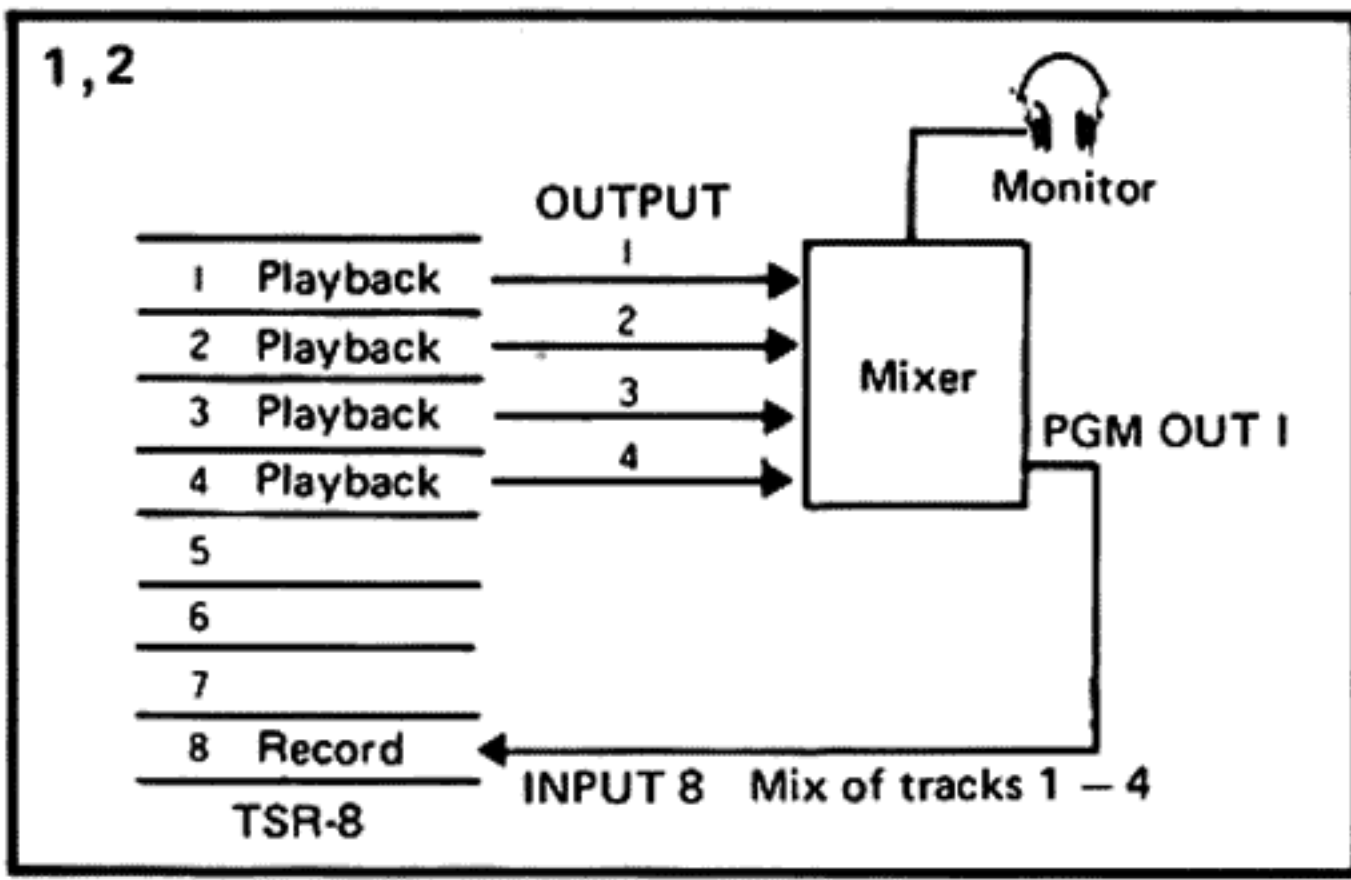 1,2
Monitor
OUTPUT
1 Playback 1
2 Playback 2
Mixer
3 Playback 3
PGM OUT 1
4 Playback 4
5
6
7
8 Record
INPUT 8 Mix of tracks 1 – 4
TSR-8